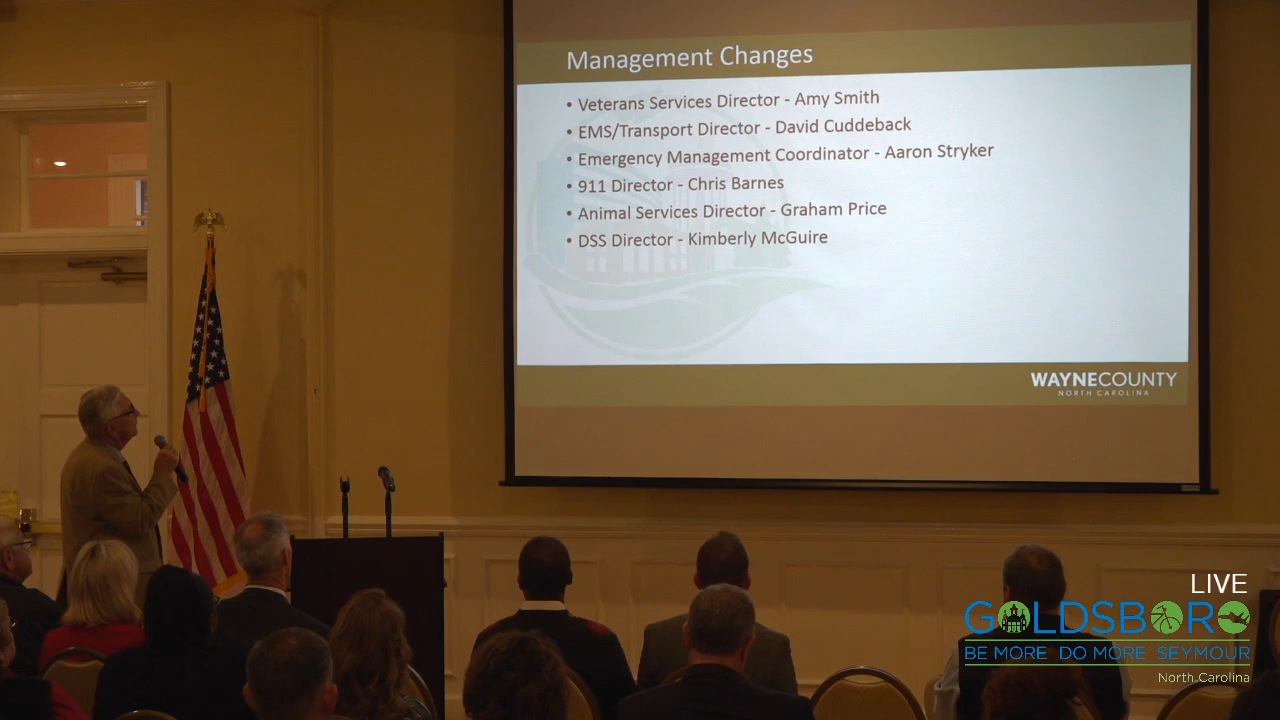 Management Changes
• Veterans Services Director - Amy Smith
• EMS/Transport Director - David Cuddeback
• Emergency Management Coordinator - Aaron Stryker
• 911 Director - Chris Barnes
• Animal Services Director - Graham Price
• DSS Director - Kimberly McGuire
WAYNECOUNTY
NORTH CAROLINA
LIVE
GOLDSBORO
BE MORE DO MORE SEYMOUR
North Carolina